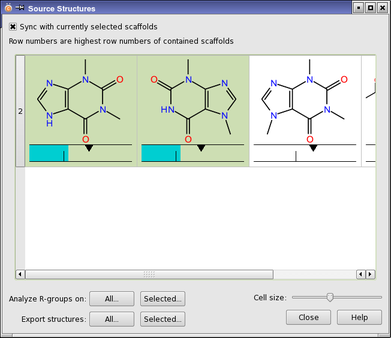 Source Structures
Sync with currently selected scaffolds
Row numbers are highest row numbers of contained scaffolds
2
N O N N N H O
O N N HN N O
N O N N N O
Analyze R-groups on: All... Selected...
Export structures: All... Selected...
Cell size:
Close Help